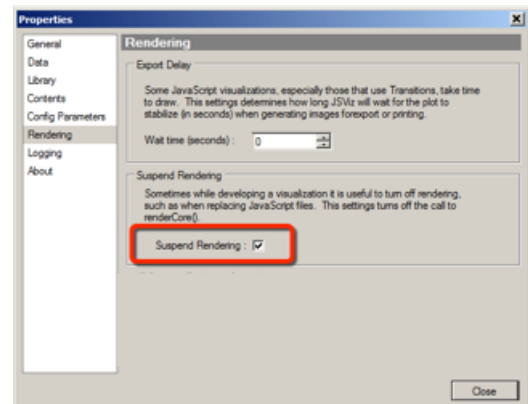 Properties
General
Data
Library
Contents
Config Parameters
Rendering
Logging
About
Rendering
Export Delay
Some JavaScript visualizations, especially those that use Transitions, take time
to draw. This settings determines how long JSViz will wait for the plot to
stabilize (in seconds) when generating images forexport or printing.
Wait time (seconds) : 0
Suspend Rendering
Sometimes while developing a visualization it is useful to turn off rendering,
such as when replacing JavaScript files. This settings turns off the call to
renderCore().
Suspend Rendering :
Close